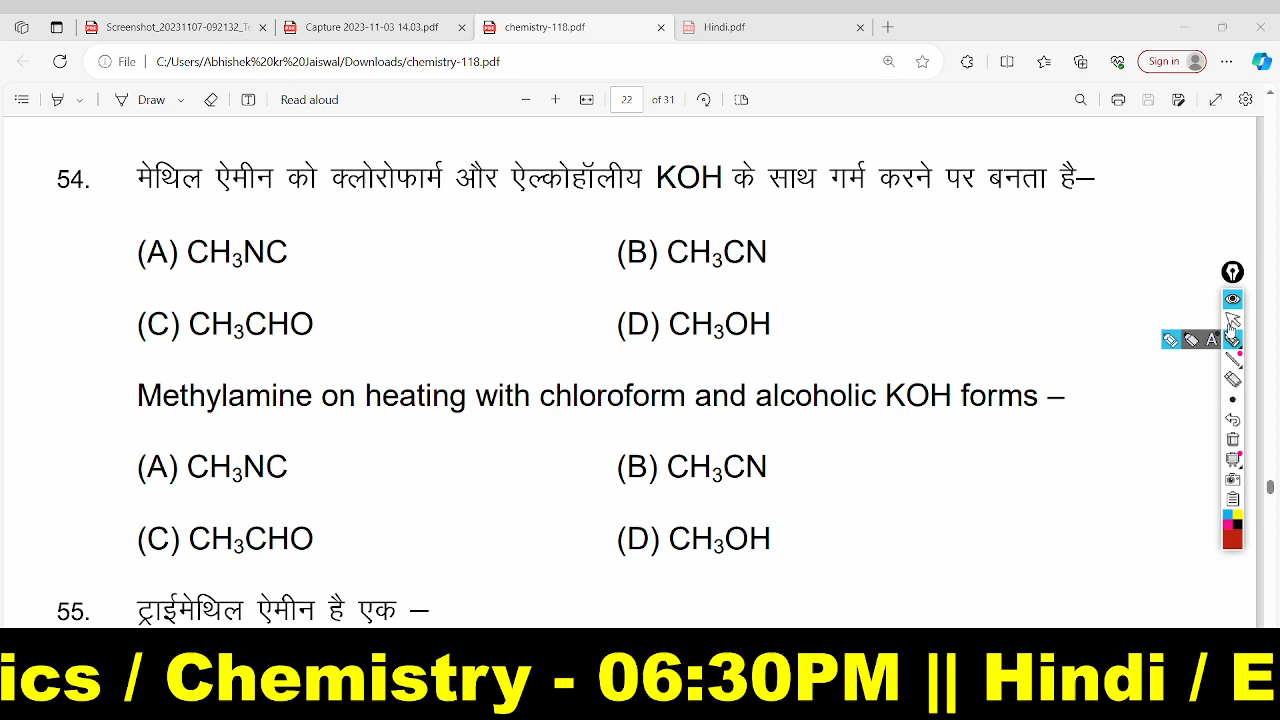 Screenshot_20231107-092132_Te
Capture 2023-11-03 14.03.pdf
chemistry-118.pdf
Hindi.pdf
File
C:/Users/Abhishek%20kr%20Jaiswal/Downloads/chemistry-118.pdf
Sign in
Draw
Read aloud
22 of 31
54. मेथिल ऐमीन को क्लोरोफार्म और ऐल्कोहॉलीय KOH के साथ गर्म करने पर बनता है–
(A) CH₃NC (B) CH₃CN
(C) CH₃CHO (D) CH₃OH
Methylamine on heating with chloroform and alcoholic KOH forms –
(A) CH₃NC (B) CH₃CN
(C) CH₃CHO (D) CH₃OH
55. ट्राईमेथिल ऐमीन है एक –
ics / Chemistry - 06:30PM || Hindi / E